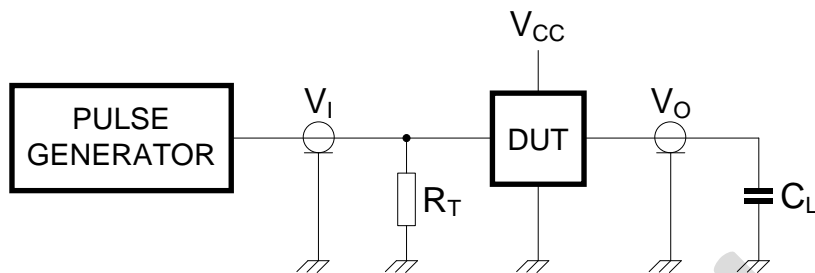 V_CC
PULSE
GENERATOR
V_I
DUT
V_O
R_T
C_L